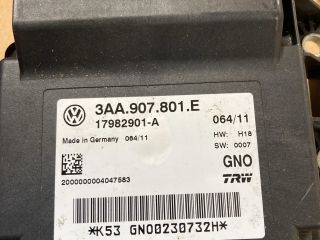 3AA.907.801.E
17982901-A
064/11
Made in Germany 064/11
HW: H18
SW: 0007
GNO
2000000004047583
TRW
*K53 GNO0230732H*